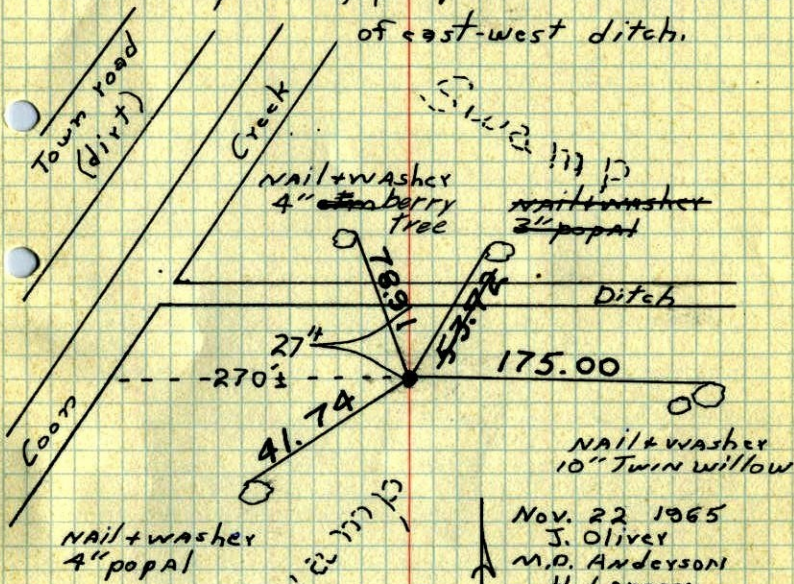 of east-west ditch.
Town road
(dirt)
Creek
Swamp
Nail + washer
4" berry
tree
Nail + washer
3" popal
78.91
53.72
Ditch
27'±
-270'±
175.00
41.74
Coon
Nail + washer
10" Twin willow
Nail + washer
4" popal
Nov. 22 1965
J. Oliver
M.D. Anderson